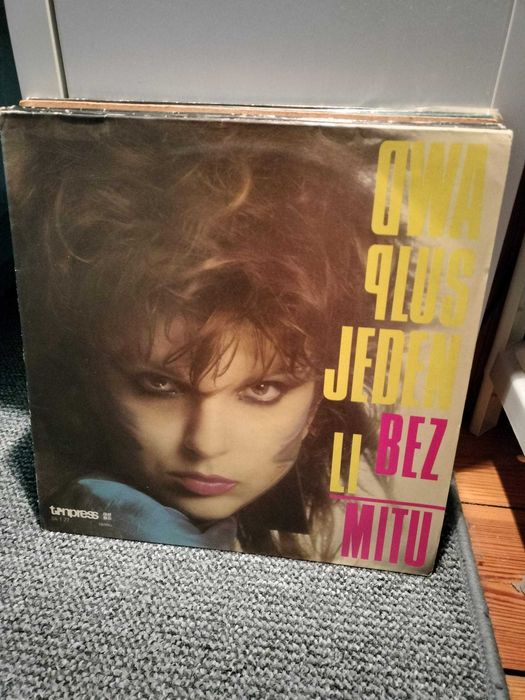 DWA
PLUS
JEDEN
BEZ
LI
MITU
tonpress